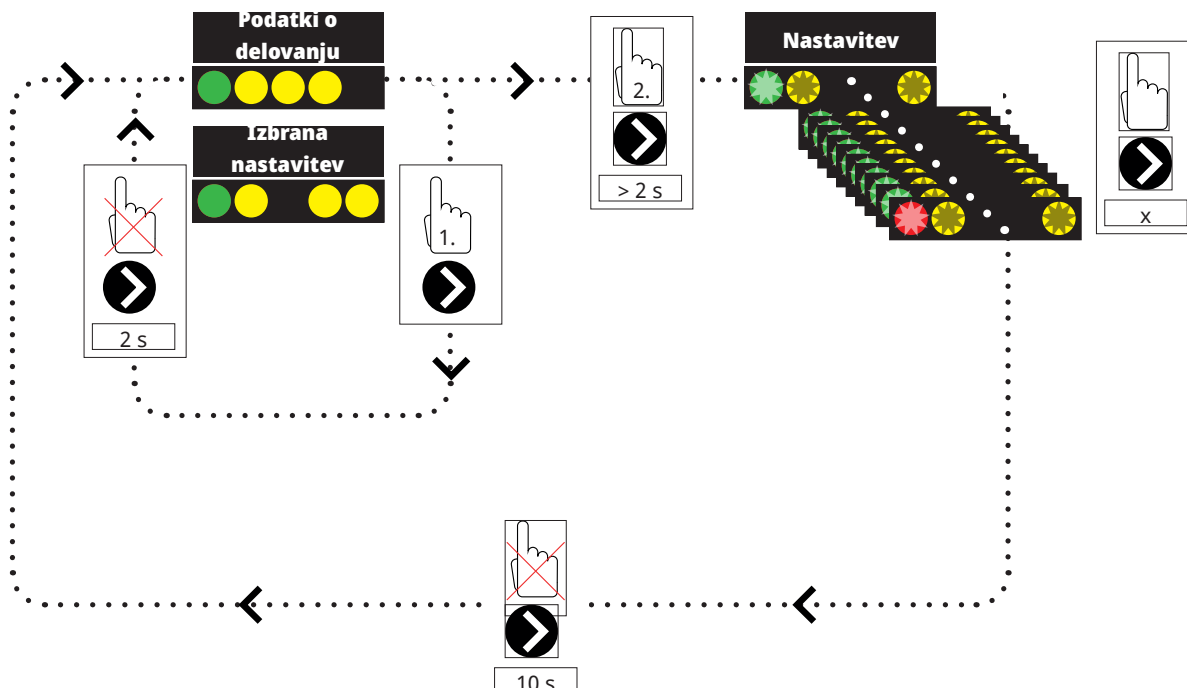 Podatki o
delovanju
Izbrana
nastavitev
2 s
1.
2.
> 2 s
Nastavitev
x
10 s